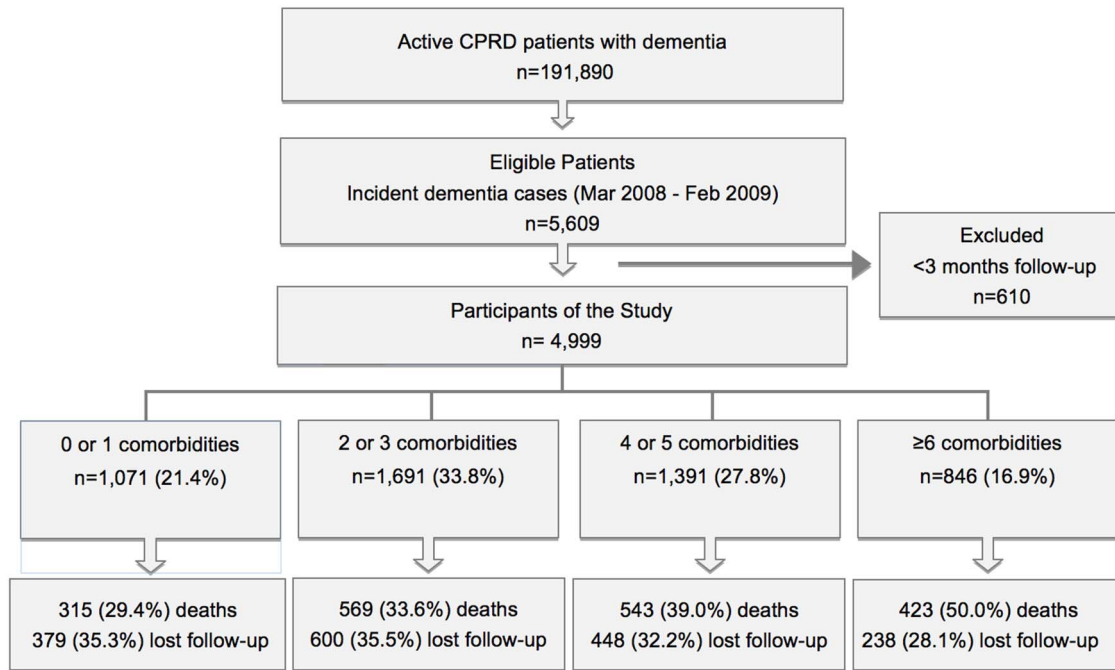 Active CPRD patients with dementia
n=191,890
Eligible Patients
Incident dementia cases (Mar 2008 - Feb 2009)
n=5,609
Excluded
<3 months follow-up
n=610
Participants of the Study
n= 4,999
0 or 1 comorbidities
n=1,071 (21.4%)
2 or 3 comorbidities
n=1,691 (33.8%)
4 or 5 comorbidities
n=1,391 (27.8%)
≥6 comorbidities
n=846 (16.9%)
315 (29.4%) deaths
379 (35.3%) lost follow-up
569 (33.6%) deaths
600 (35.5%) lost follow-up
543 (39.0%) deaths
448 (32.2%) lost follow-up
423 (50.0%) deaths
238 (28.1%) lost follow-up